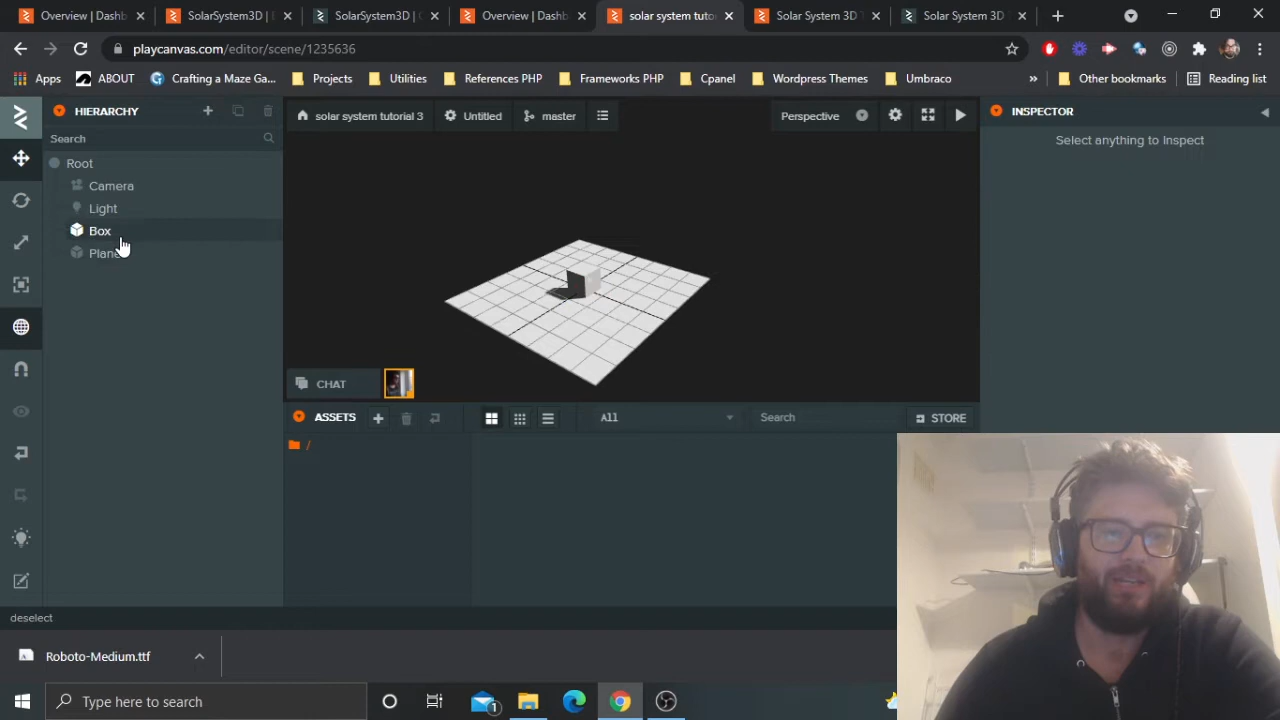 Overview | Dashb
SolarSystem3D |
SolarSystem3D | C
Overview | Dashb
solar system tuto
Solar System 3D T
Solar System 3D
playcanvas.com/editor/scene/1235636
Apps
ABOUT
Crafting a Maze Ga...
Projects
Utilities
References PHP
Frameworks PHP
Cpanel
Wordpress Themes
Umbraco
»
Other bookmarks
Reading list
HIERARCHY
Search
Root
Camera
Light
Box
Plane
solar system tutorial 3
Untitled
master
Perspective
INSPECTOR
Select anything to Inspect
CHAT
ASSETS
All
Search
STORE
/
deselect
Roboto-Medium.ttf
Type here to search
1